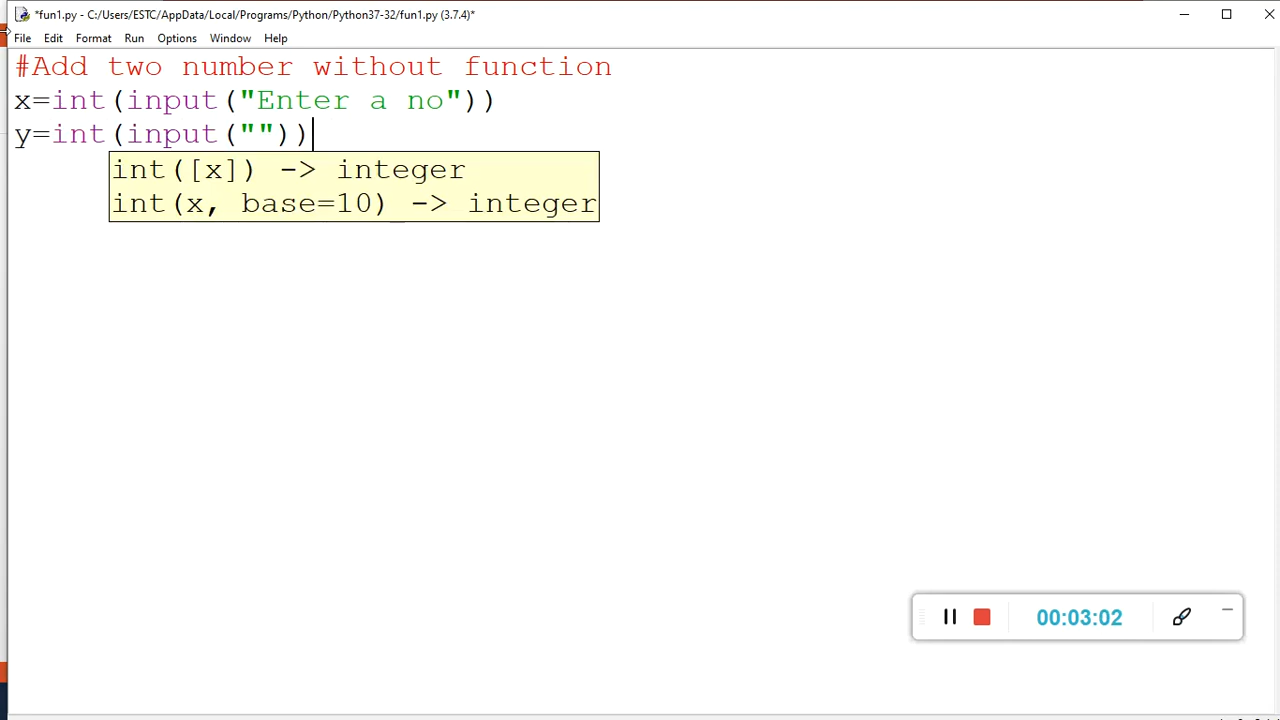 *fun1.py - C:/Users/ESTC/AppData/Local/Programs/Python/Python37-32/fun1.py (3.7.4)*
File Edit Format Run Options Window Help
#Add two number without function
x=int(input("Enter a no"))
y=int(input(""))
int([x]) -> integer
int(x, base=10) -> integer
00:03:02